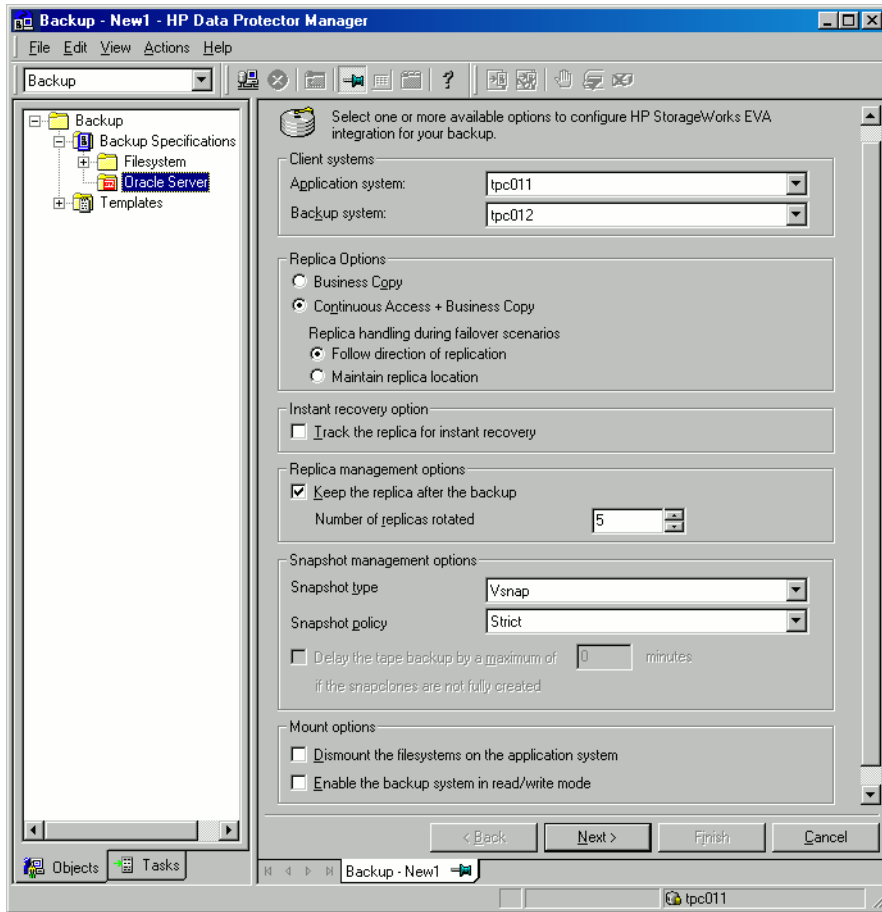 Backup - New1 - HP Data Protector Manager
File Edit View Actions Help
Backup
Backup
Backup Specifications
Filesystem
Oracle Server
Templates
Objects
Tasks
Select one or more available options to configure HP StorageWorks EVA
integration for your backup.
Client systems
Application system: tpc011
Backup system: tpc012
Replica Options
Business Copy
Continuous Access + Business Copy
Replica handling during failover scenarios
Follow direction of replication
Maintain replica location
Instant recovery option
Track the replica for instant recovery
Replica management options
Keep the replica after the backup
Number of replicas rotated 5
Snapshot management options
Snapshot type Vsnap
Snapshot policy Strict
Delay the tape backup by a maximum of 0 minutes
if the snapclones are not fully created
Mount options
Dismount the filesystems on the application system
Enable the backup system in read/write mode
< Back Next > Finish Cancel
Backup - New1
tpc011